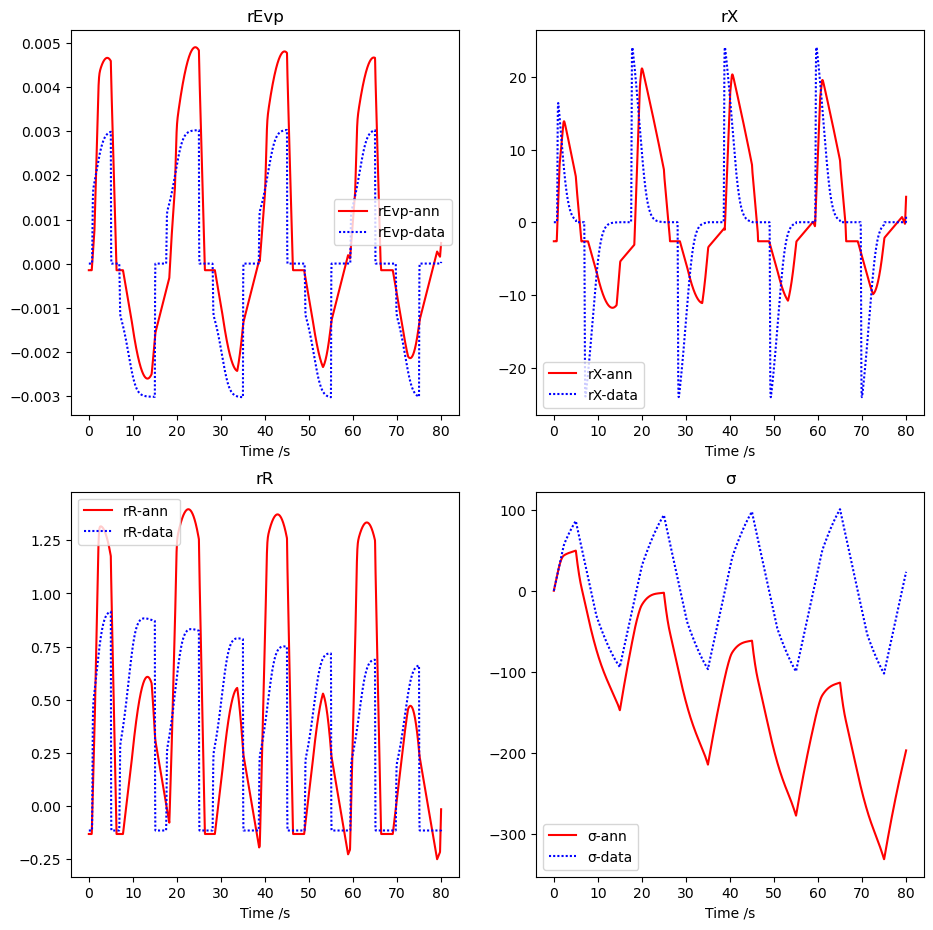 rEvp
0.005
0.004
0.003
0.002
0.001
0.000
−0.001
−0.002
−0.003
rEvp-ann
rEvp-data
0 10 20 30 40 50 60 70 80
Time /s
rX
20
10
0
−10
−20
rX-ann
rX-data
0 10 20 30 40 50 60 70 80
Time /s
rR
rR-ann
rR-data
1.25
1.00
0.75
0.50
0.25
0.00
−0.25
0 10 20 30 40 50 60 70 80
Time /s
σ
100
0
−100
−200
−300
σ-ann
σ-data
0 10 20 30 40 50 60 70 80
Time /s